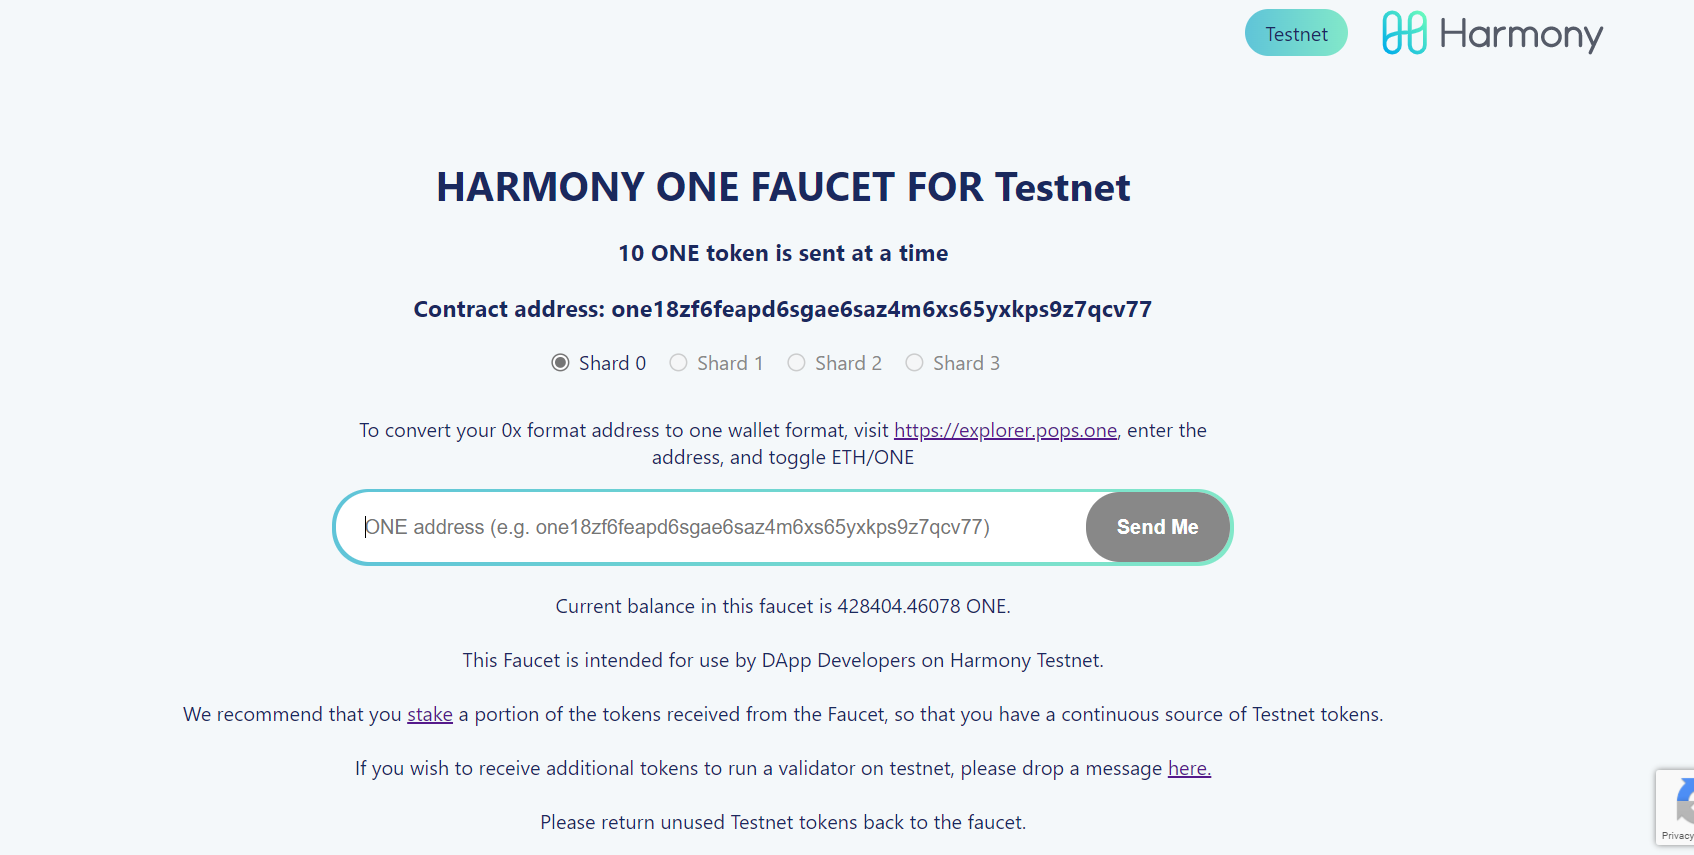 Testnet
Harmony
HARMONY ONE FAUCET FOR Testnet
10 ONE token is sent at a time
Contract address: one18zf6feapd6sgae6saz4m6xs65yxkps9z7qcv77
Shard 0 Shard 1 Shard 2 Shard 3
To convert your 0x format address to one wallet format, visit https://explorer.pops.one, enter the
address, and toggle ETH/ONE
ONE address (e.g. one18zf6feapd6sgae6saz4m6xs65yxkps9z7qcv77)
Send Me
Current balance in this faucet is 428404.46078 ONE.
This Faucet is intended for use by DApp Developers on Harmony Testnet.
We recommend that you stake a portion of the tokens received from the Faucet, so that you have a continuous source of Testnet tokens.
If you wish to receive additional tokens to run a validator on testnet, please drop a message here.
Please return unused Testnet tokens back to the faucet.
Privacy